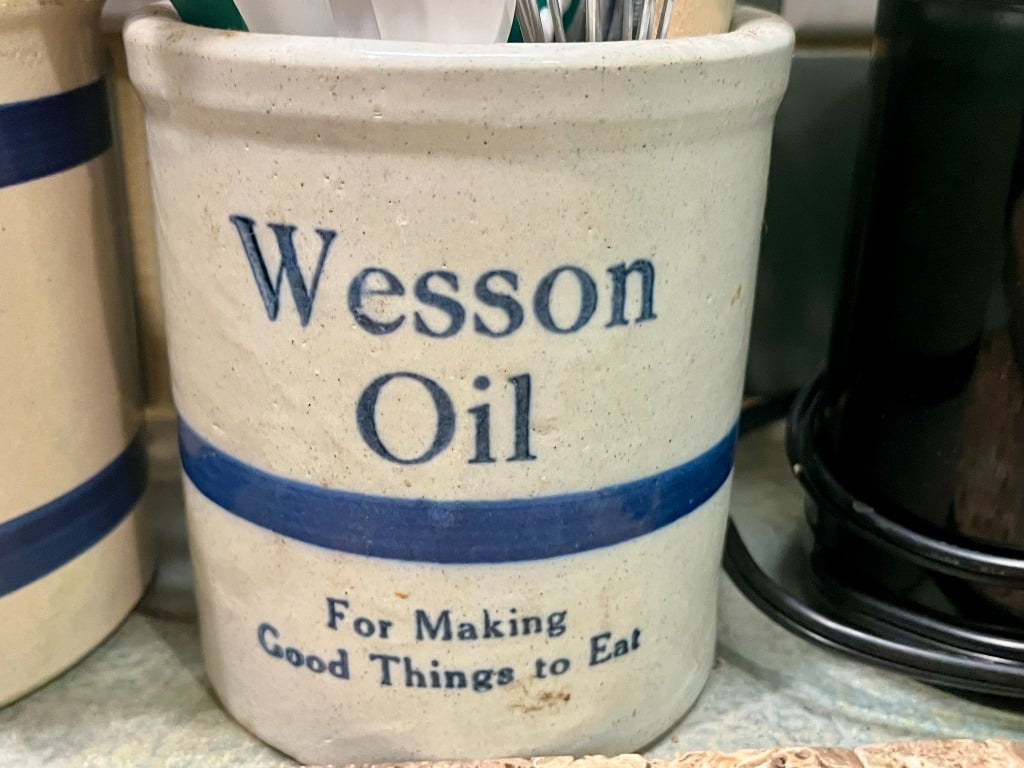 Wesson
Oil
For Making
Good Things to Eat